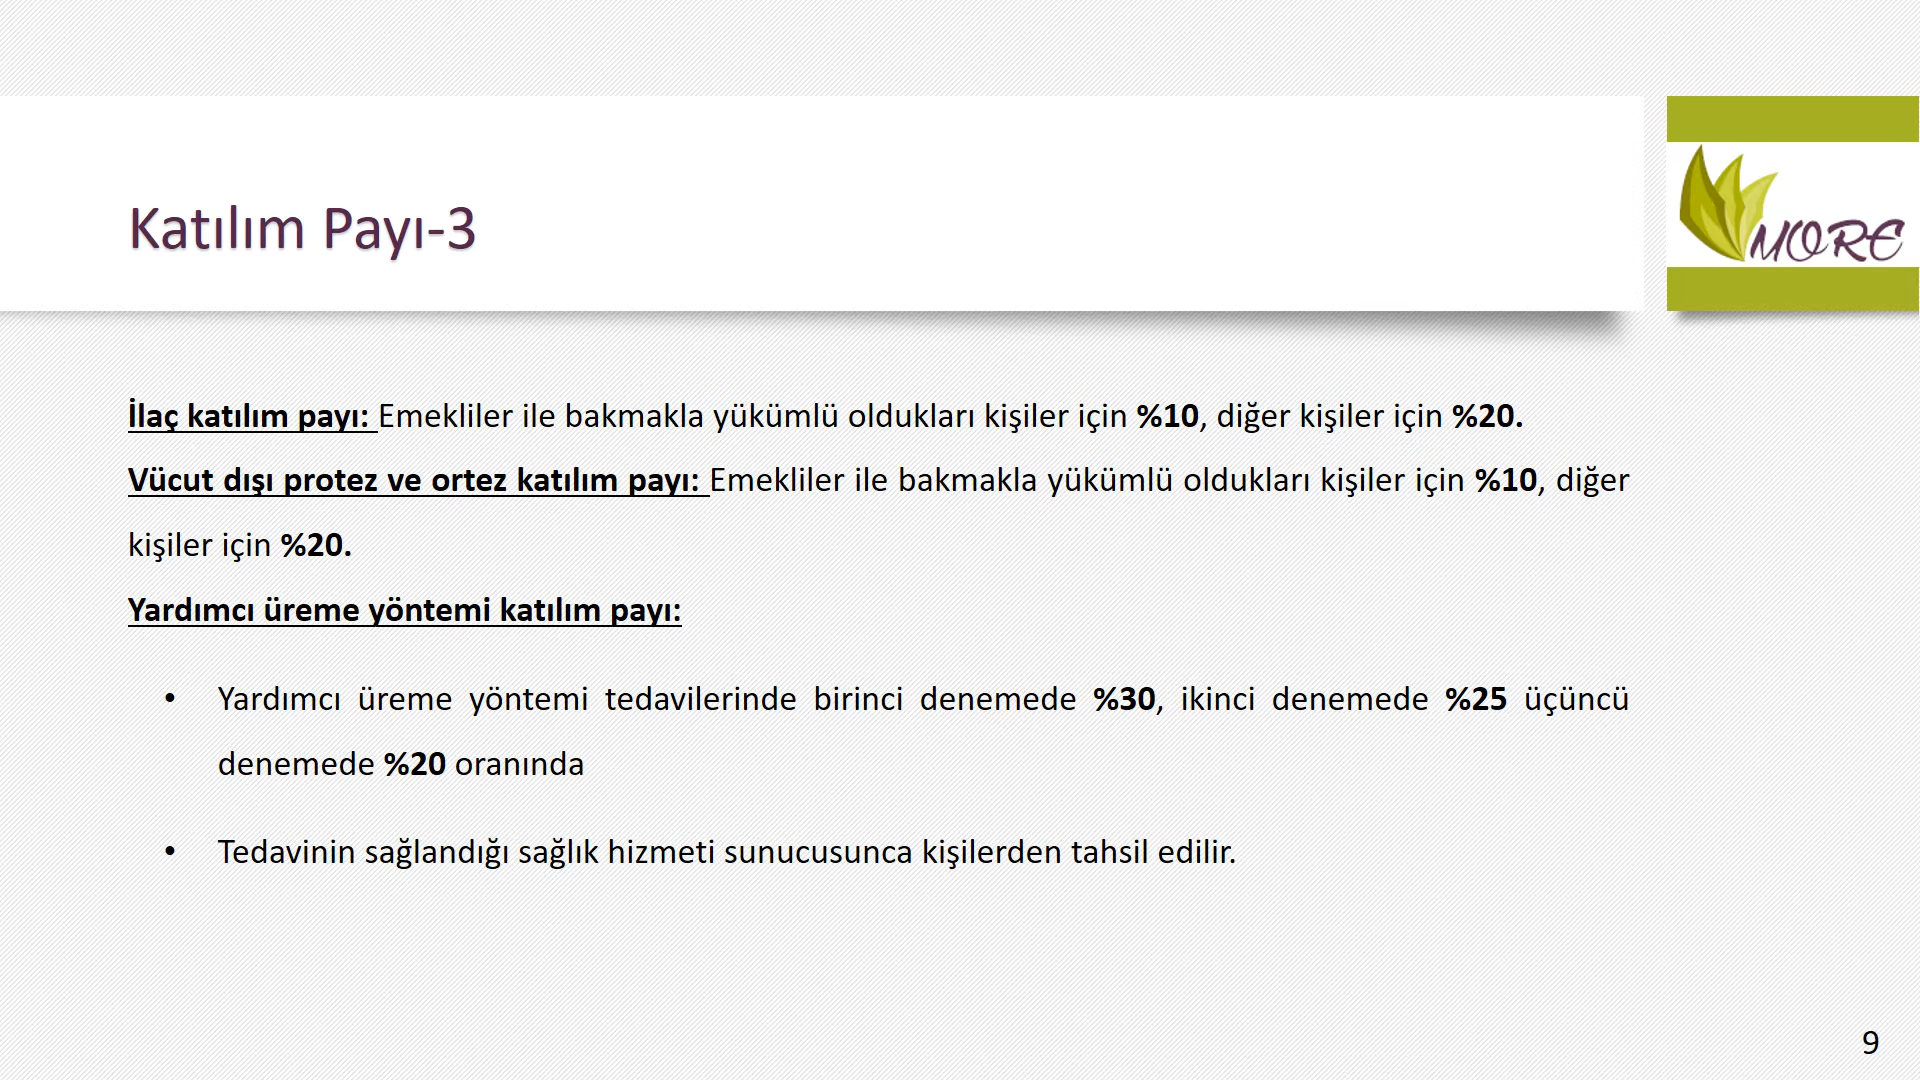 Katılım Payı-3
MORE
İlaç katılım payı: Emekliler ile bakmakla yükümlü oldukları kişiler için %10, diğer kişiler için %20.
Vücut dışı protez ve ortez katılım payı: Emekliler ile bakmakla yükümlü oldukları kişiler için %10, diğer
kişiler için %20.
Yardımcı üreme yöntemi katılım payı:
• Yardımcı üreme yöntemi tedavilerinde birinci denemede %30, ikinci denemede %25 üçüncü
denemede %20 oranında
• Tedavinin sağlandığı sağlık hizmeti sunucusunca kişilerden tahsil edilir.
9